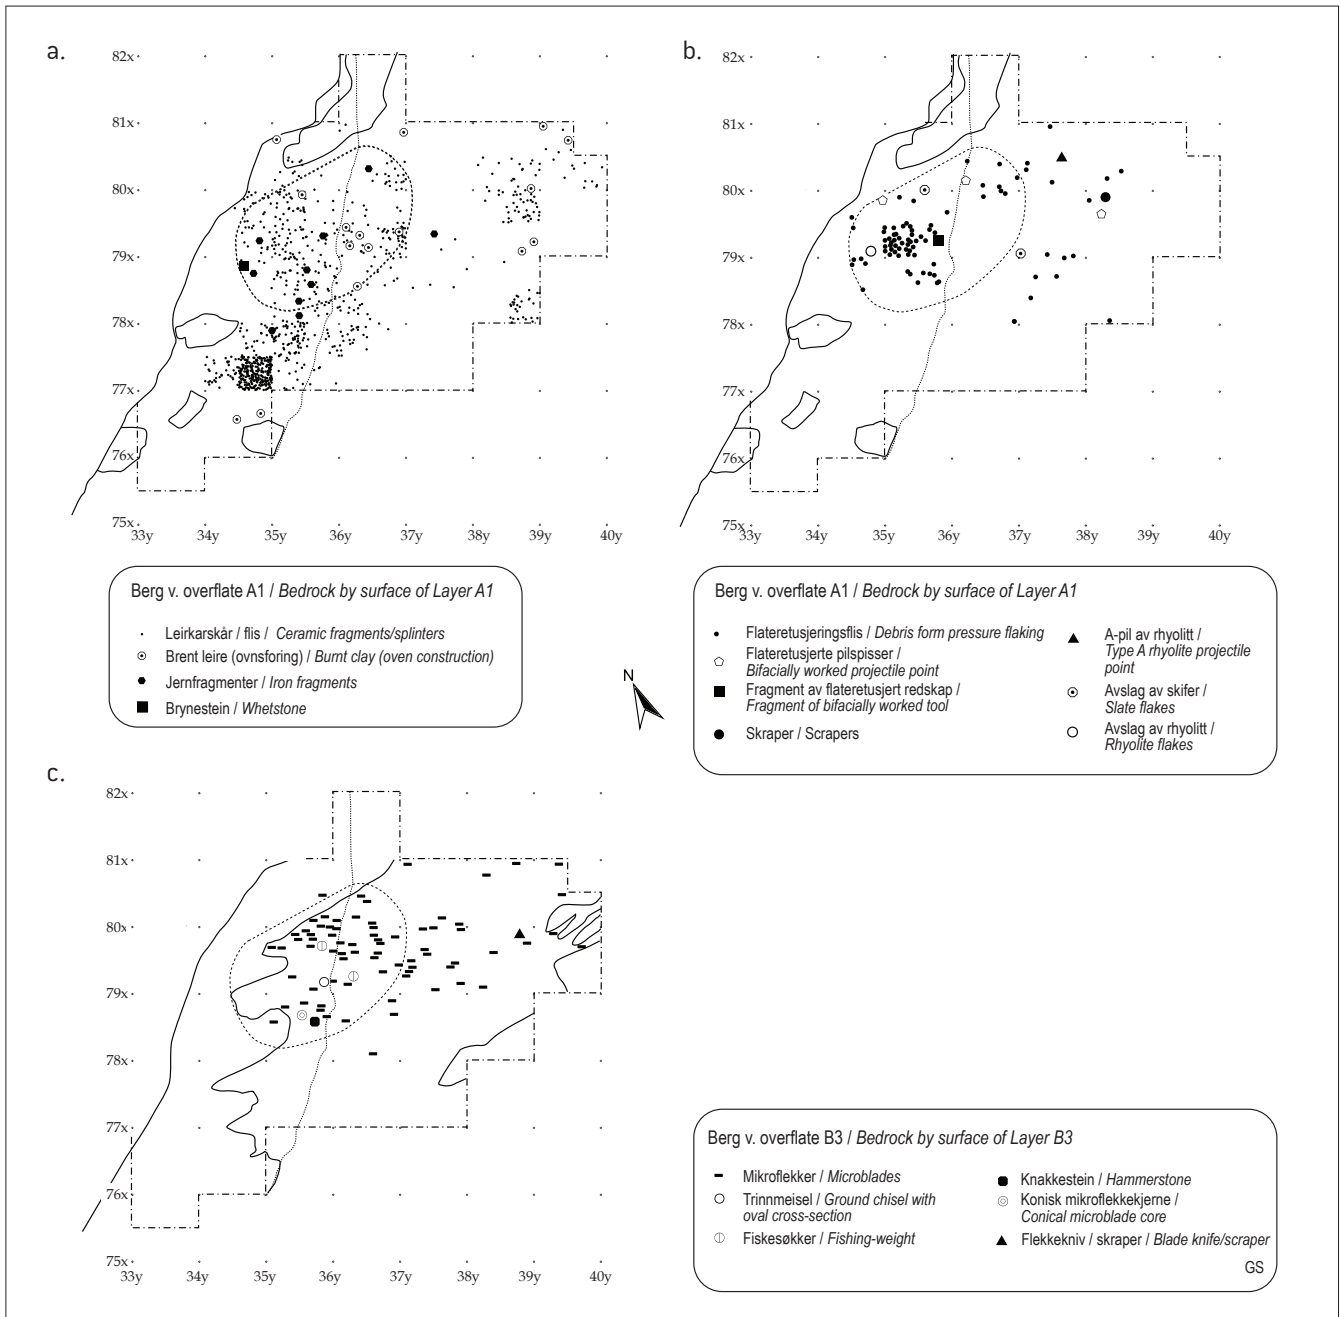 a.
82x
81x
80x
79x
78x
77x
76x
75x
33y 34y 35y 36y 37y 38y 39y 40y
Berg v. overflate A1 / Bedrock by surface of Layer A1
Leirkarskår / flis / Ceramic fragments/splinters
Brent leire (ovnsforing) / Burnt clay (oven construction)
Jernfragmenter / Iron fragments
Brynestein / Whetstone
N
b.
82x
81x
80x
79x
78x
77x
76x
75x
33y 34y 35y 36y 37y 38y 39y 40y
Berg v. overflate A1 / Bedrock by surface of Layer A1
Flateretusjeringsflis / Debris form pressure flaking
Flateretusjerte pilspisser /
Bifacially worked projectile point
Fragment av flateretusjert redskap /
Fragment of bifacially worked tool
Skraper / Scrapers
A-pil av rhyolitt /
Type A rhyolite projectile
point
Avslag av skifer /
Slate flakes
Avslag av rhyolitt /
Rhyolite flakes
c.
82x
81x
80x
79x
78x
77x
76x
75x
33y 34y 35y 36y 37y 38y 39y 40y
Berg v. overflate B3 / Bedrock by surface of Layer B3
Mikroflekker / Microblades
Trinnmeisel / Ground chisel with
oval cross-section
Fiskesøkker / Fishing-weight
Knakkestein / Hammerstone
Konisk mikroflekkekjerne /
Conical microblade core
Flekkekniv / skraper / Blade knife/scraper
GS